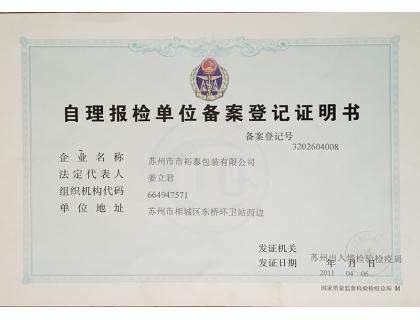 自理报检单位备案登记证明书
备案登记号
3202604008
企业名称 苏州市市裕泰包装有限公司
法定代表人 姜立君
组织机构代码 664947571
单位地址 苏州市相城区东桥环卫站西边
发证机关 苏州出入境检验检疫局
发证日期 年 月 日
2011 04 06
国家质量监督检验检疫总局 制